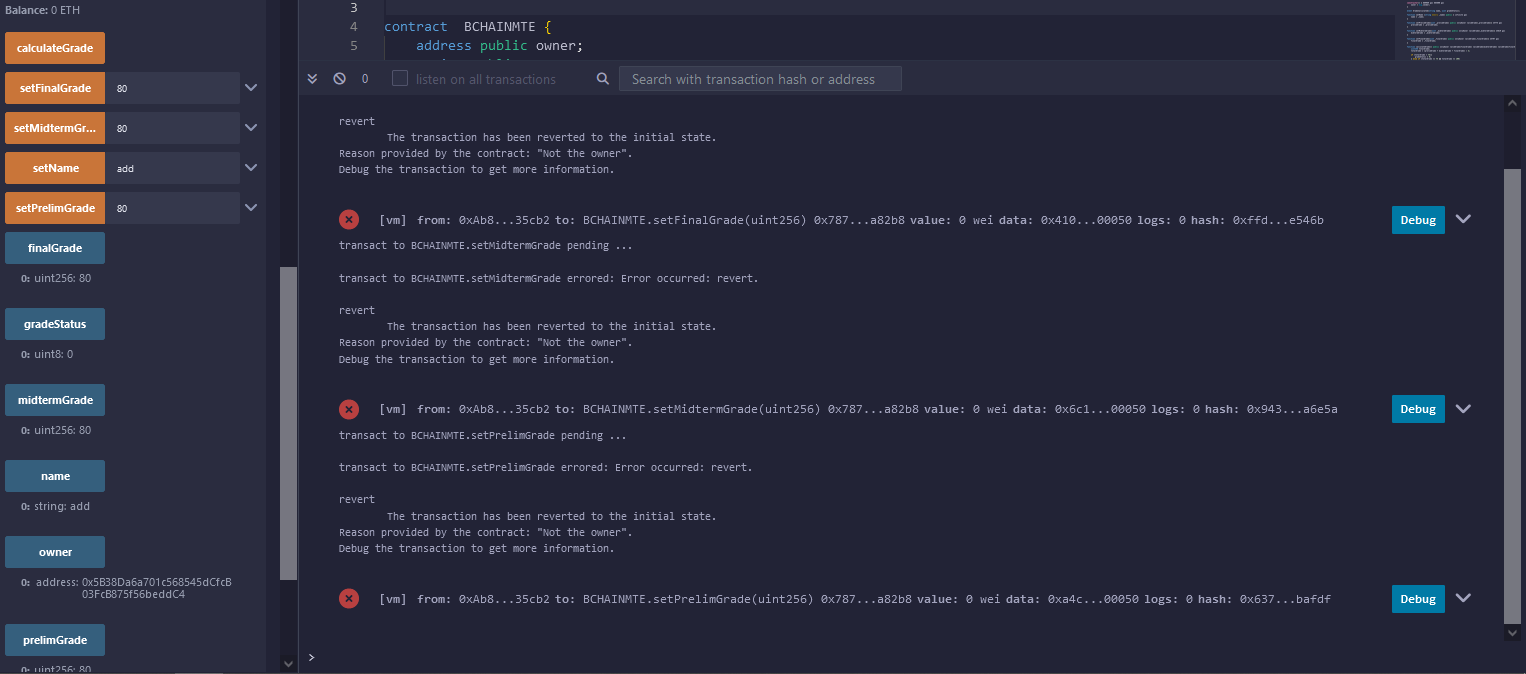 Balance: 0 ETH
calculateGrade
setFinalGrade 80
setMidtermGr... 80
setName add
setPrelimGrade 80
finalGrade
0: uint256: 80
gradeStatus
0: uint8: 0
midtermGrade
0: uint256: 80
name
0: string: add
owner
0: address: 0x5B38Da6a701c568545dCfcB
03FcB875f56beddC4
prelimGrade
0: uint256: 80
3
4 contract BCHAINMTE {
5 address public owner;
0 listen on all transactions Search with transaction hash or address
revert
The transaction has been reverted to the initial state.
Reason provided by the contract: "Not the owner".
Debug the transaction to get more information.
[vm] from: 0xAb8...35cb2 to: BCHAINMTE.setFinalGrade(uint256) 0x787...a82b8 value: 0 wei data: 0x410...00050 logs: 0 hash: 0xffd...e546b Debug
transact to BCHAINMTE.setMidtermGrade pending ...
transact to BCHAINMTE.setMidtermGrade errored: Error occurred: revert.
revert
The transaction has been reverted to the initial state.
Reason provided by the contract: "Not the owner".
Debug the transaction to get more information.
[vm] from: 0xAb8...35cb2 to: BCHAINMTE.setMidtermGrade(uint256) 0x787...a82b8 value: 0 wei data: 0x6c1...00050 logs: 0 hash: 0x943...a6e5a Debug
transact to BCHAINMTE.setPrelimGrade pending ...
transact to BCHAINMTE.setPrelimGrade errored: Error occurred: revert.
revert
The transaction has been reverted to the initial state.
Reason provided by the contract: "Not the owner".
Debug the transaction to get more information.
[vm] from: 0xAb8...35cb2 to: BCHAINMTE.setPrelimGrade(uint256) 0x787...a82b8 value: 0 wei data: 0xa4c...00050 logs: 0 hash: 0x637...bafdf Debug
>